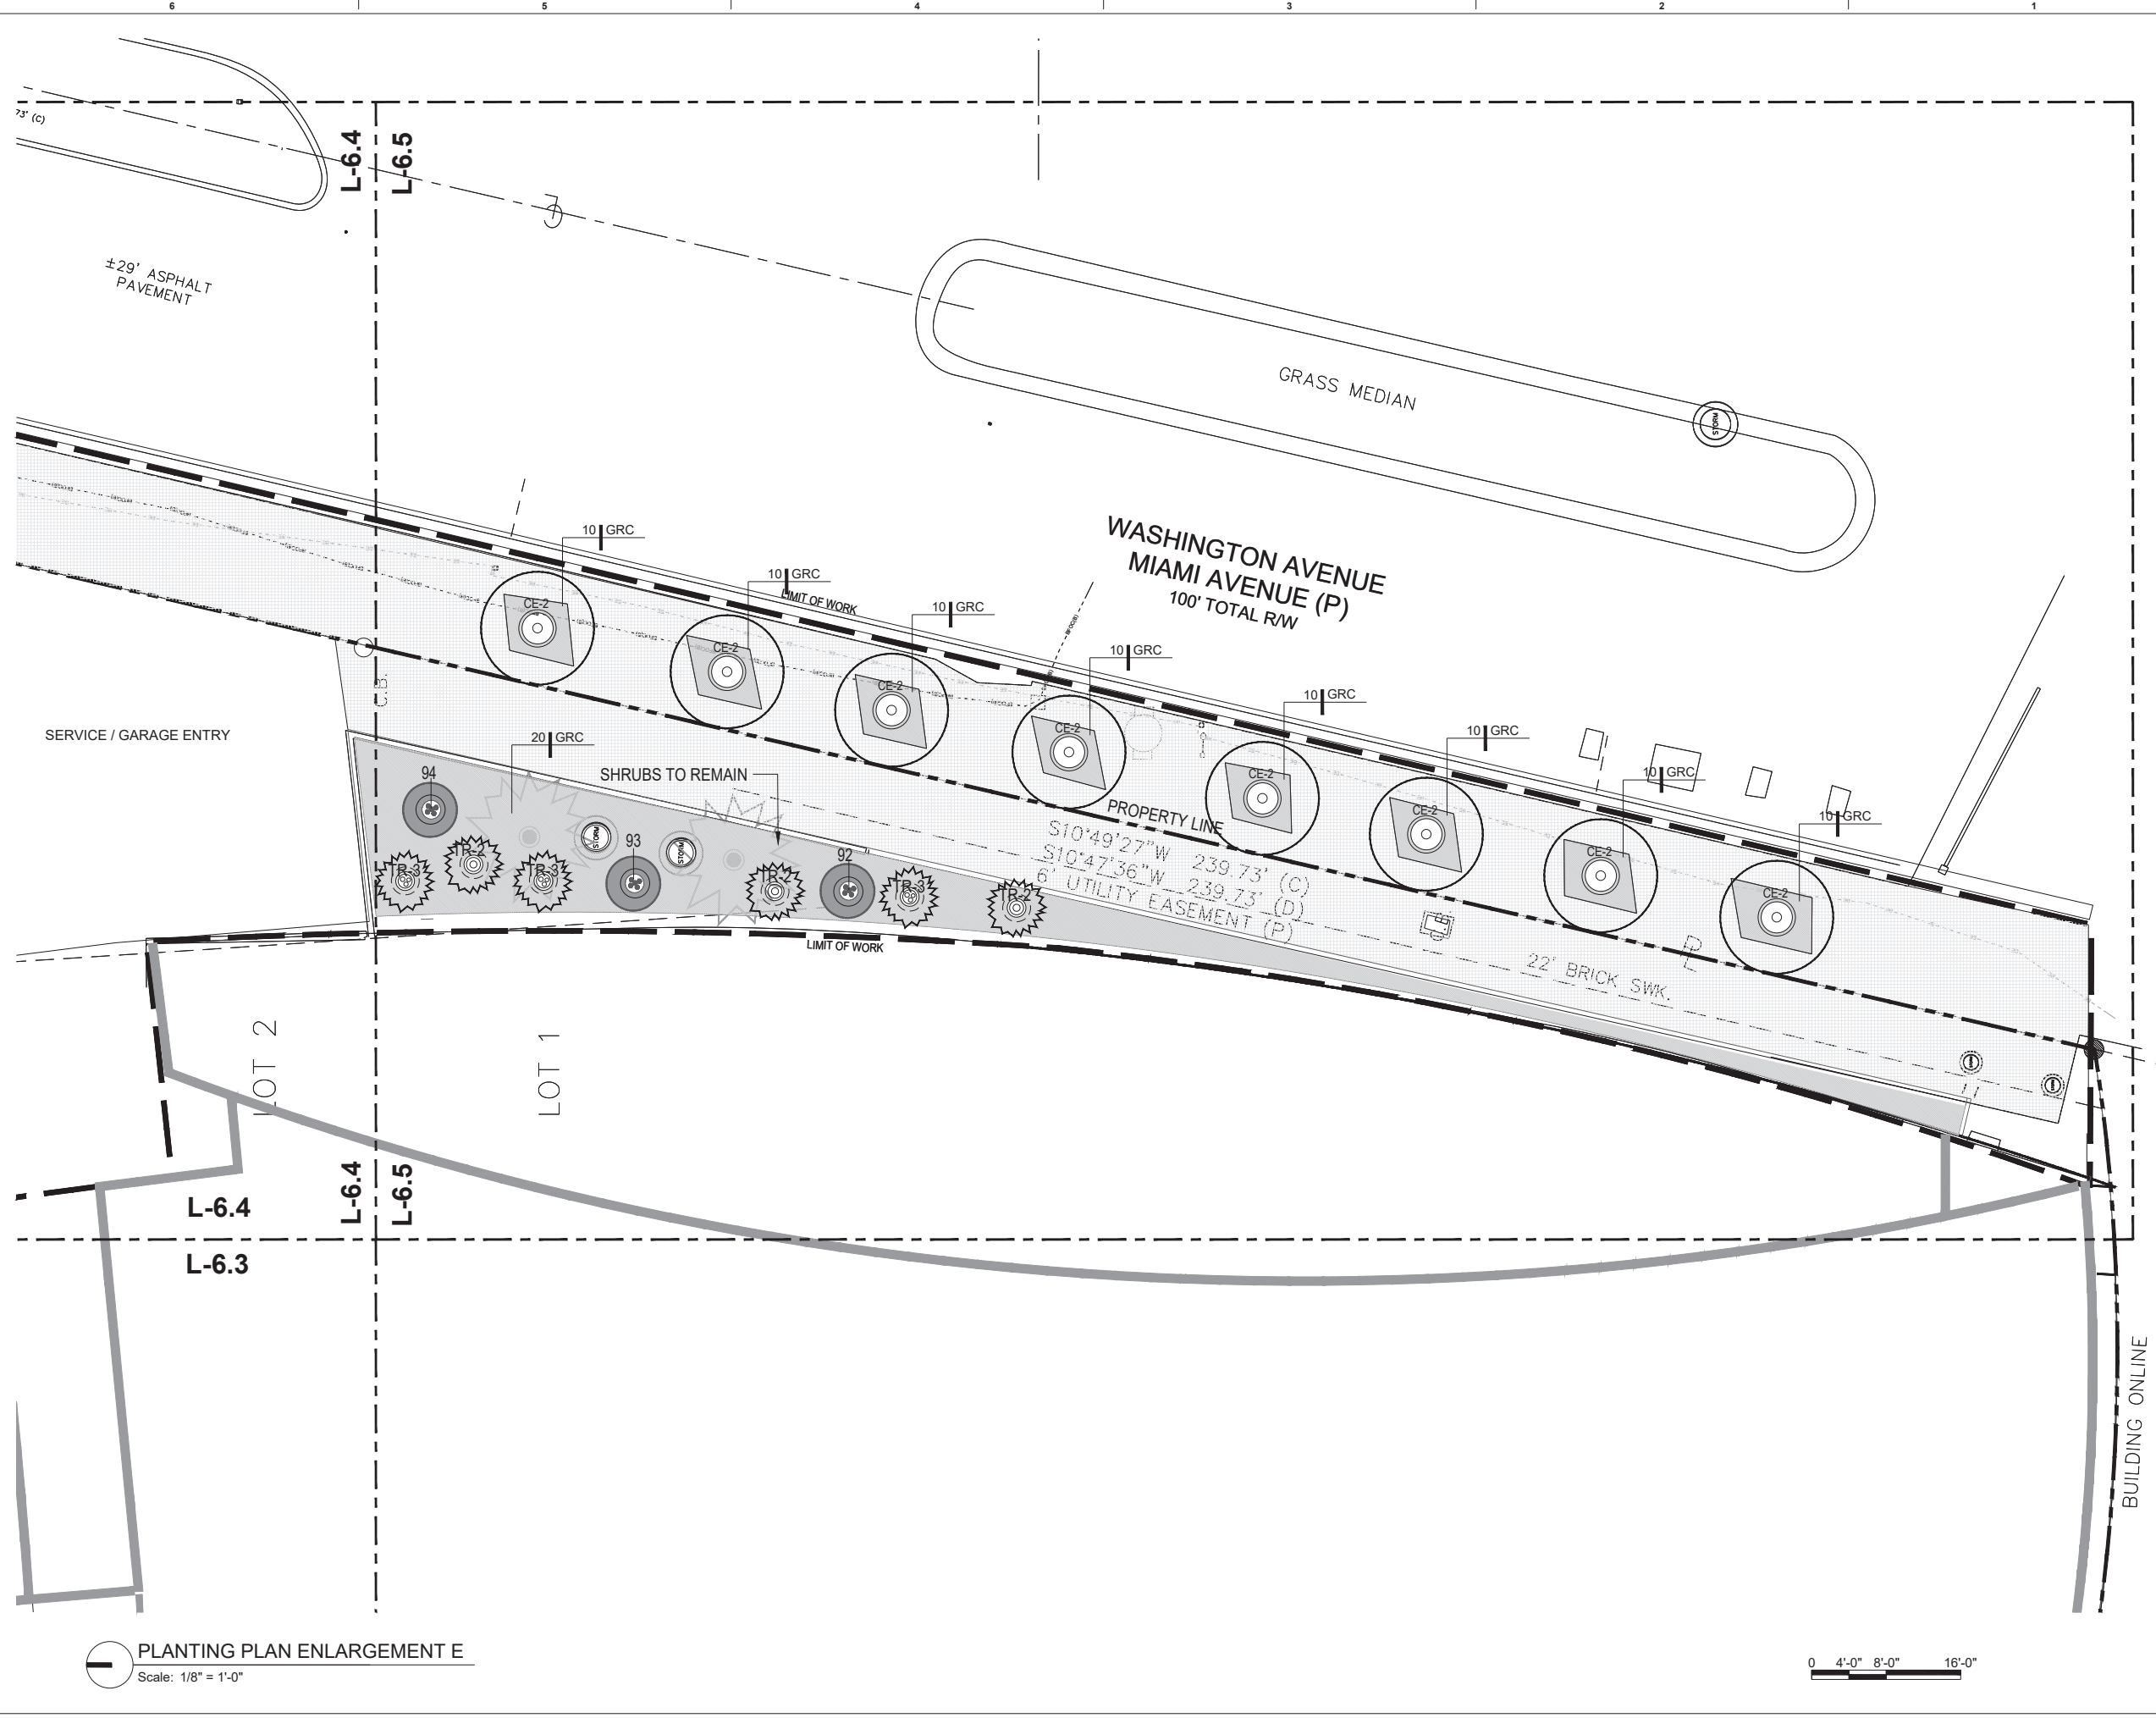 6 5 4 3 2 1
73' (C)
L-6.4
L-6.5
±29' ASPHALT
PAVEMENT
GRASS MEDIAN
STORM
WASHINGTON AVENUE
MIAMI AVENUE (P)
100' TOTAL R/W
10 GRC
10 GRC
LIMIT OF WORK
10 GRC
10 GRC
10 GRC
10 GRC
10 GRC
10 GRC
CE-2
CE-2
CE-2
CE-2
CE-2
CE-2
CE-2
CE-2
C.B.
SERVICE / GARAGE ENTRY
20 GRC
SHRUBS TO REMAIN
94
93
92
STORM
STORM
TR-3
TR-2
TR-3
TR-2
TR-3
TR-2
PROPERTY LINE
S10°49'27"W 239.73' (C)
S10°47'36"W 239.73' (D)
6' UTILITY EASEMENT (P)
22' BRICK SWK.
LIMIT OF WORK
LOT 2
LOT 1
L-6.4
L-6.5
L-6.4
L-6.3
BUILDING ONLINE
PLANTING PLAN ENLARGEMENT E
Scale: 1/8" = 1'-0"
0 4'-0" 8'-0" 16'-0"